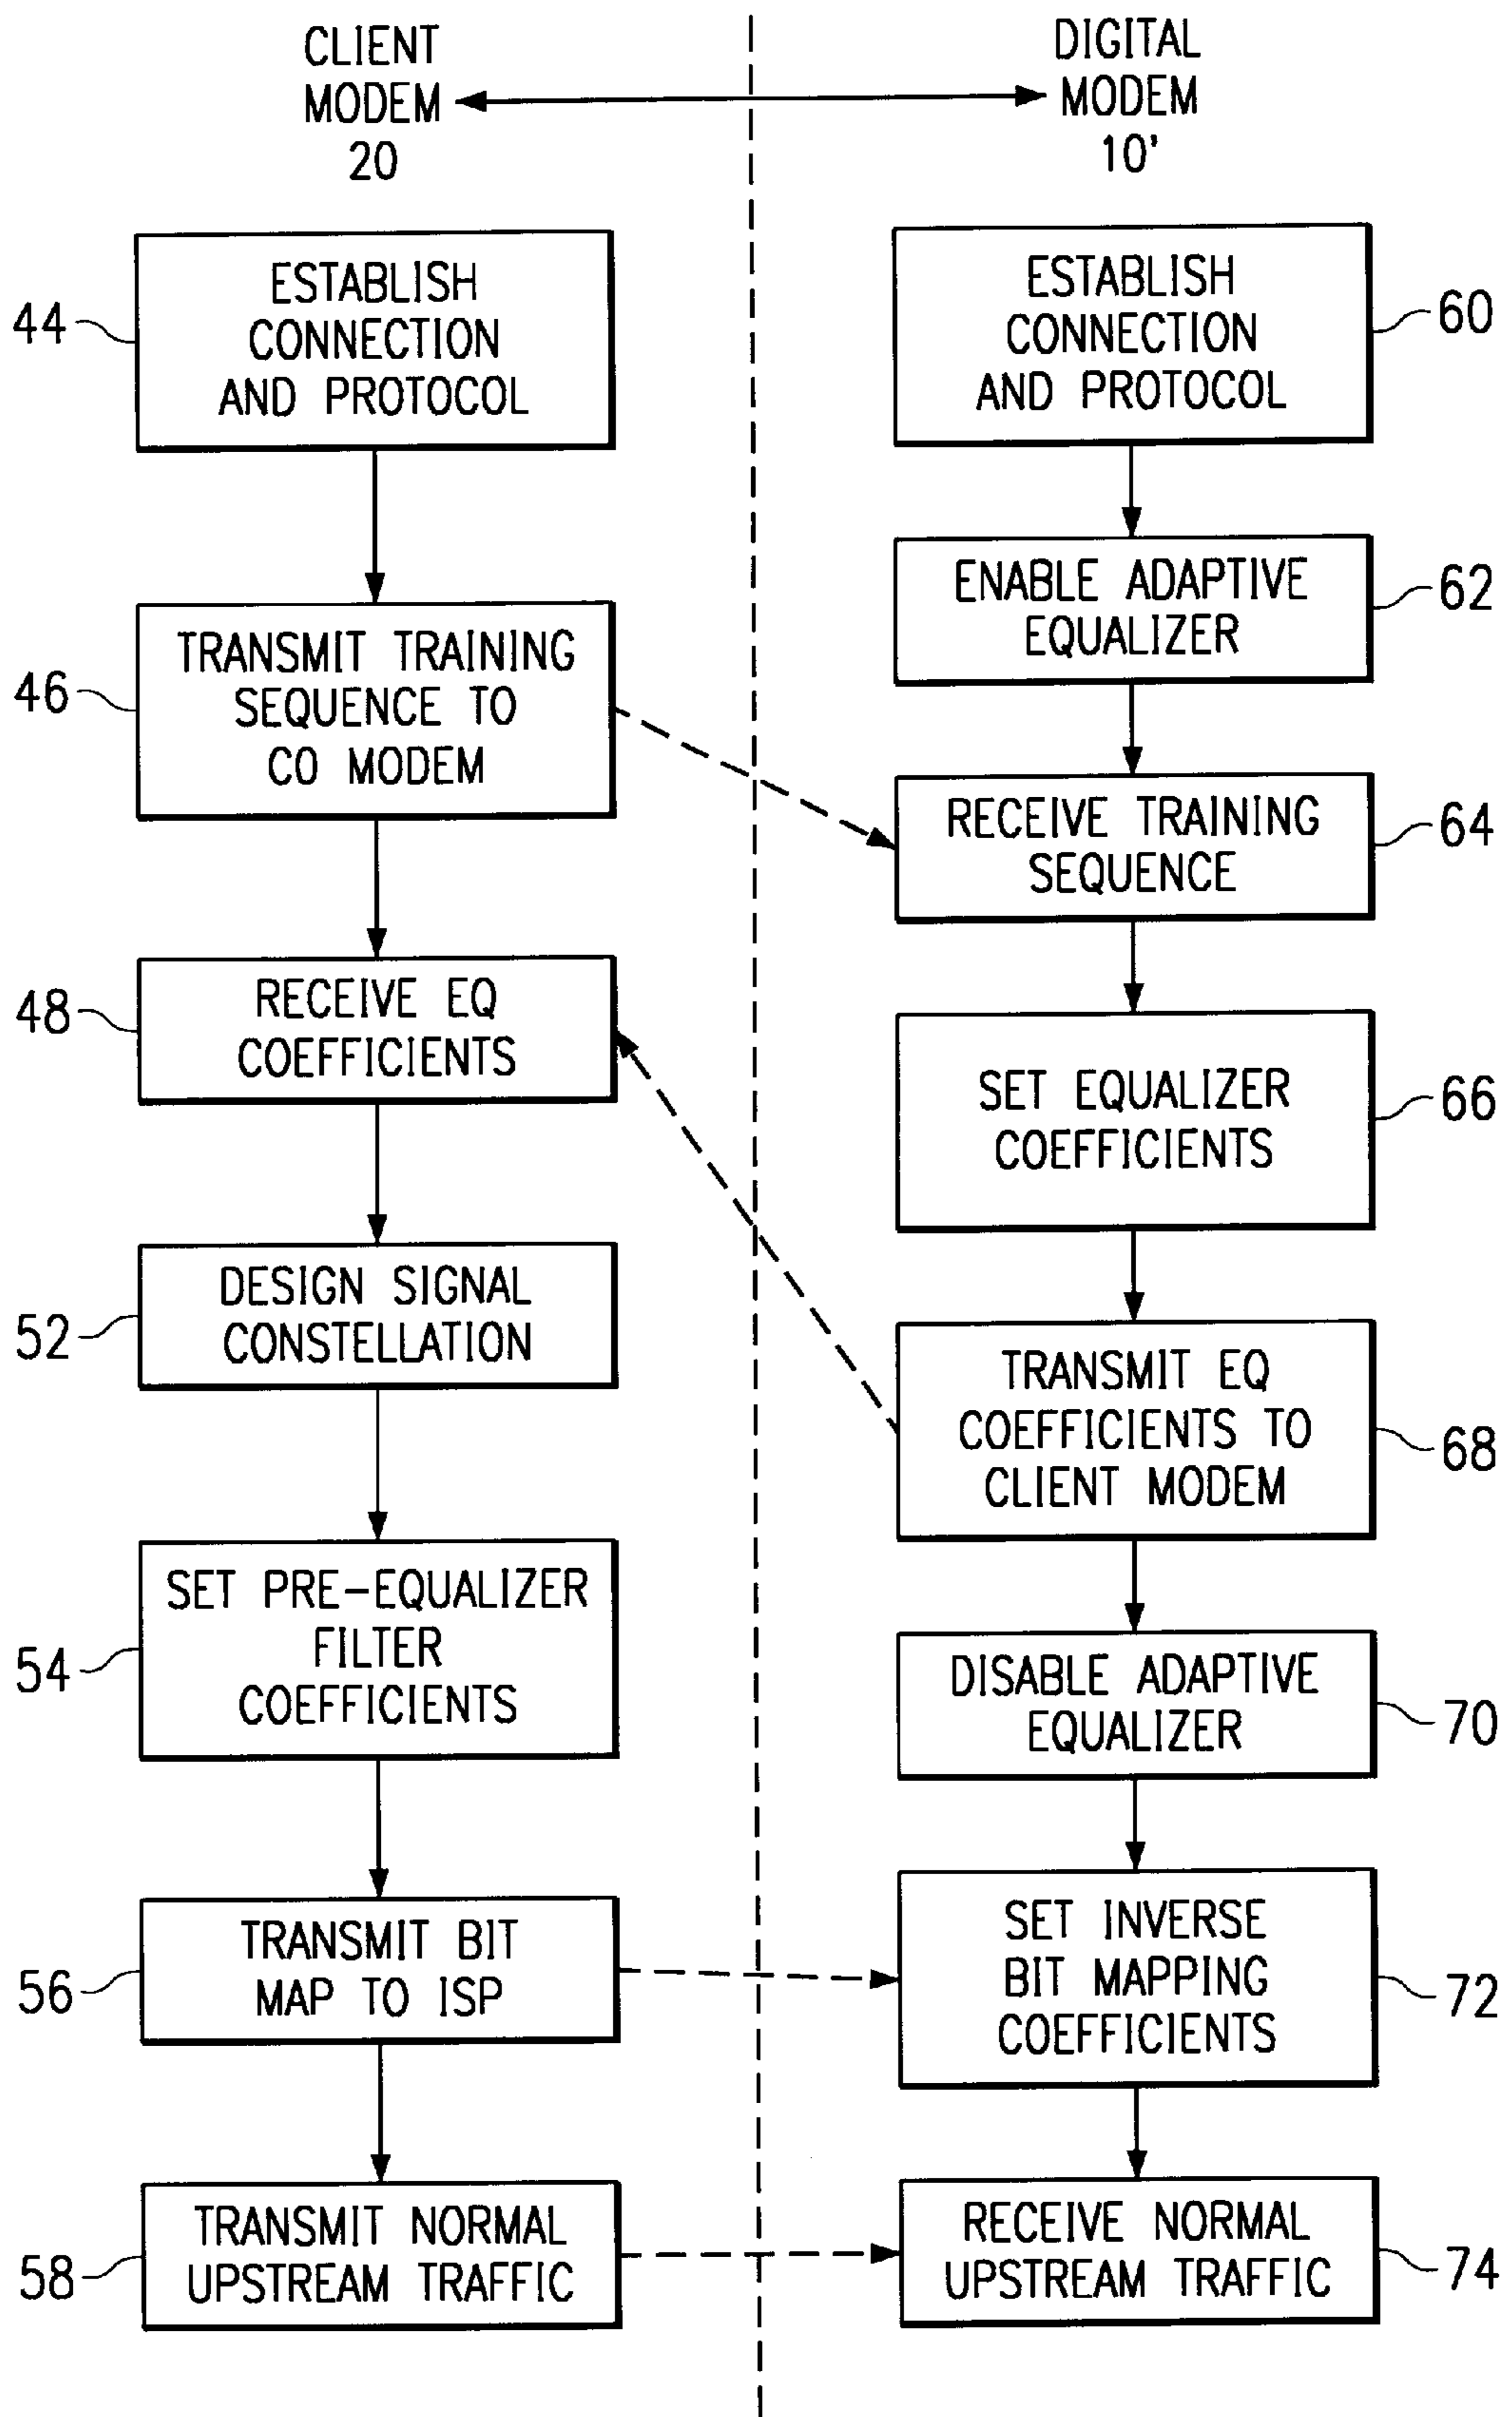 CLIENT
MODEM
20
DIGITAL
MODEM
10'
44
ESTABLISH
CONNECTION
AND PROTOCOL
46
TRANSMIT TRAINING
SEQUENCE TO
CO MODEM
48
RECEIVE EQ
COEFFICIENTS
52
DESIGN SIGNAL
CONSTELLATION
54
SET PRE-EQUALIZER
FILTER
COEFFICIENTS
56
TRANSMIT BIT
MAP TO ISP
58
TRANSMIT NORMAL
UPSTREAM TRAFFIC
ESTABLISH
CONNECTION
AND PROTOCOL
60
ENABLE ADAPTIVE
EQUALIZER
62
RECEIVE TRAINING
SEQUENCE
64
SET EQUALIZER
COEFFICIENTS
66
TRANSMIT EQ
COEFFICIENTS TO
CLIENT MODEM
68
DISABLE ADAPTIVE
EQUALIZER
70
SET INVERSE
BIT MAPPING
COEFFICIENTS
72
RECEIVE NORMAL
UPSTREAM TRAFFIC
74